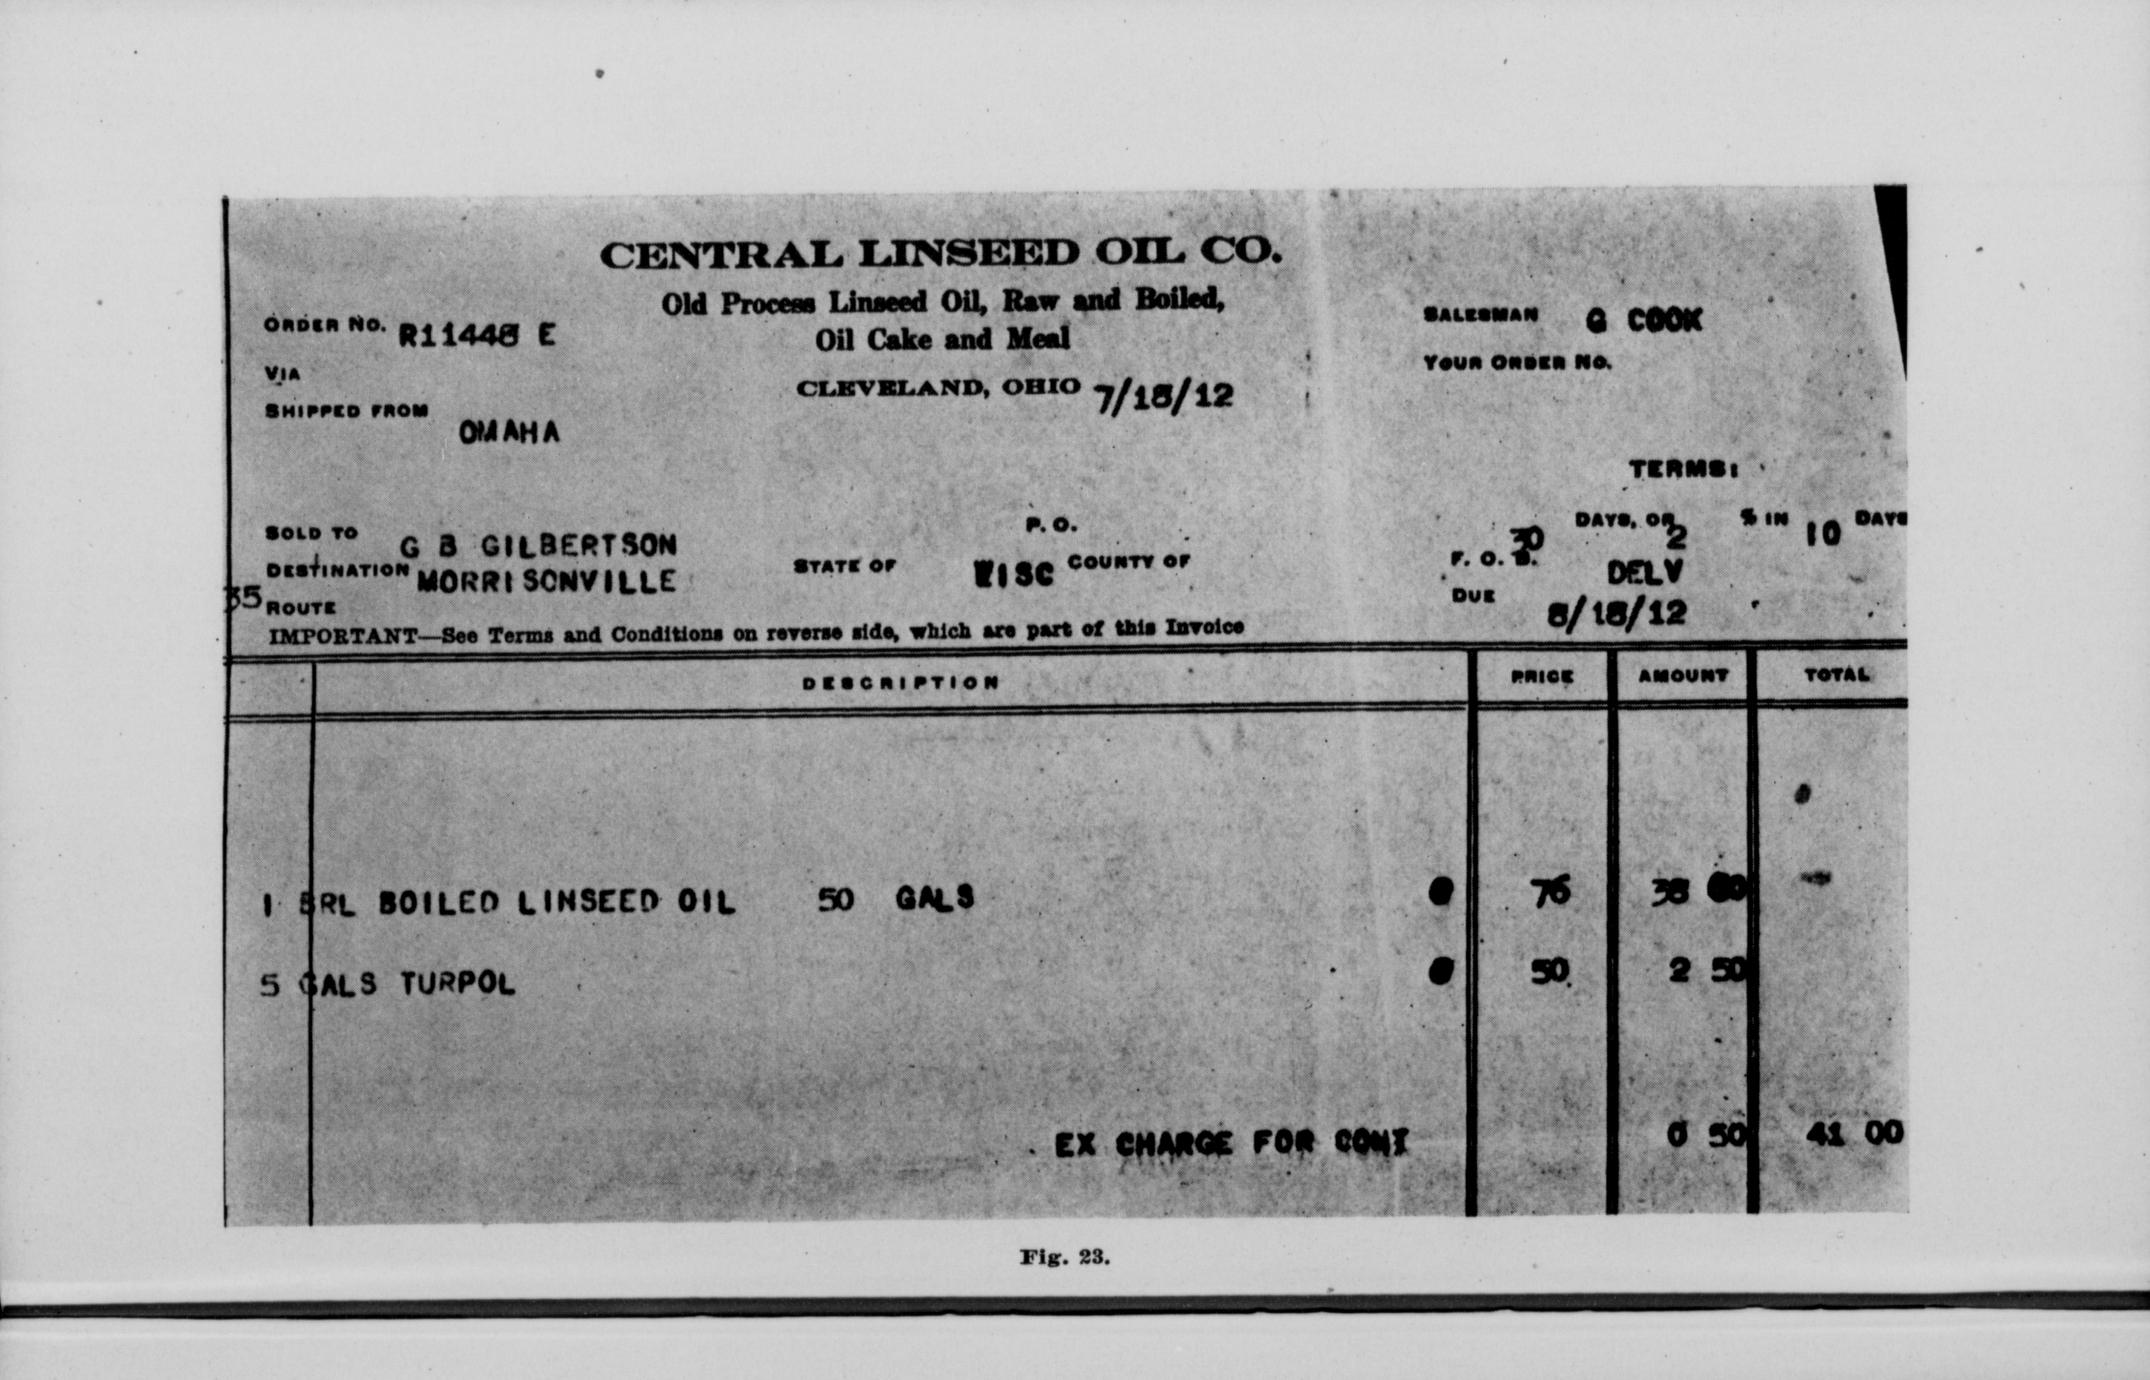 CENTRAL LINSEED OIL CO.
Old Process Linseed Oil, Raw and Boiled,
Oil Cake and Meal
CLEVELAND, OHIO 7/18/12
ORDER NO. R11448 E
VIA
SHIPPED FROM
OMAHA
SALESMAN G COOK
YOUR ORDER NO.
TERMS:
30 DAYS, OR 2 % IN 10 DAYS
SOLD TO G B GILBERTSON
P. O.
DESTINATION MORRISONVILLE STATE OF WISC COUNTY OF
F. O. B. DELV
35 ROUTE
DUE 8/18/12
IMPORTANT—See Terms and Conditions on reverse side, which are part of this Invoice
DESCRIPTION PRICE AMOUNT TOTAL
1 BRL BOILED LINSEED OIL 50 GALS @ 76 38 00
5 GALS TURPOL @ 50 2 50
EX CHARGE FOR CONT 0 50 41 00
Fig. 23.